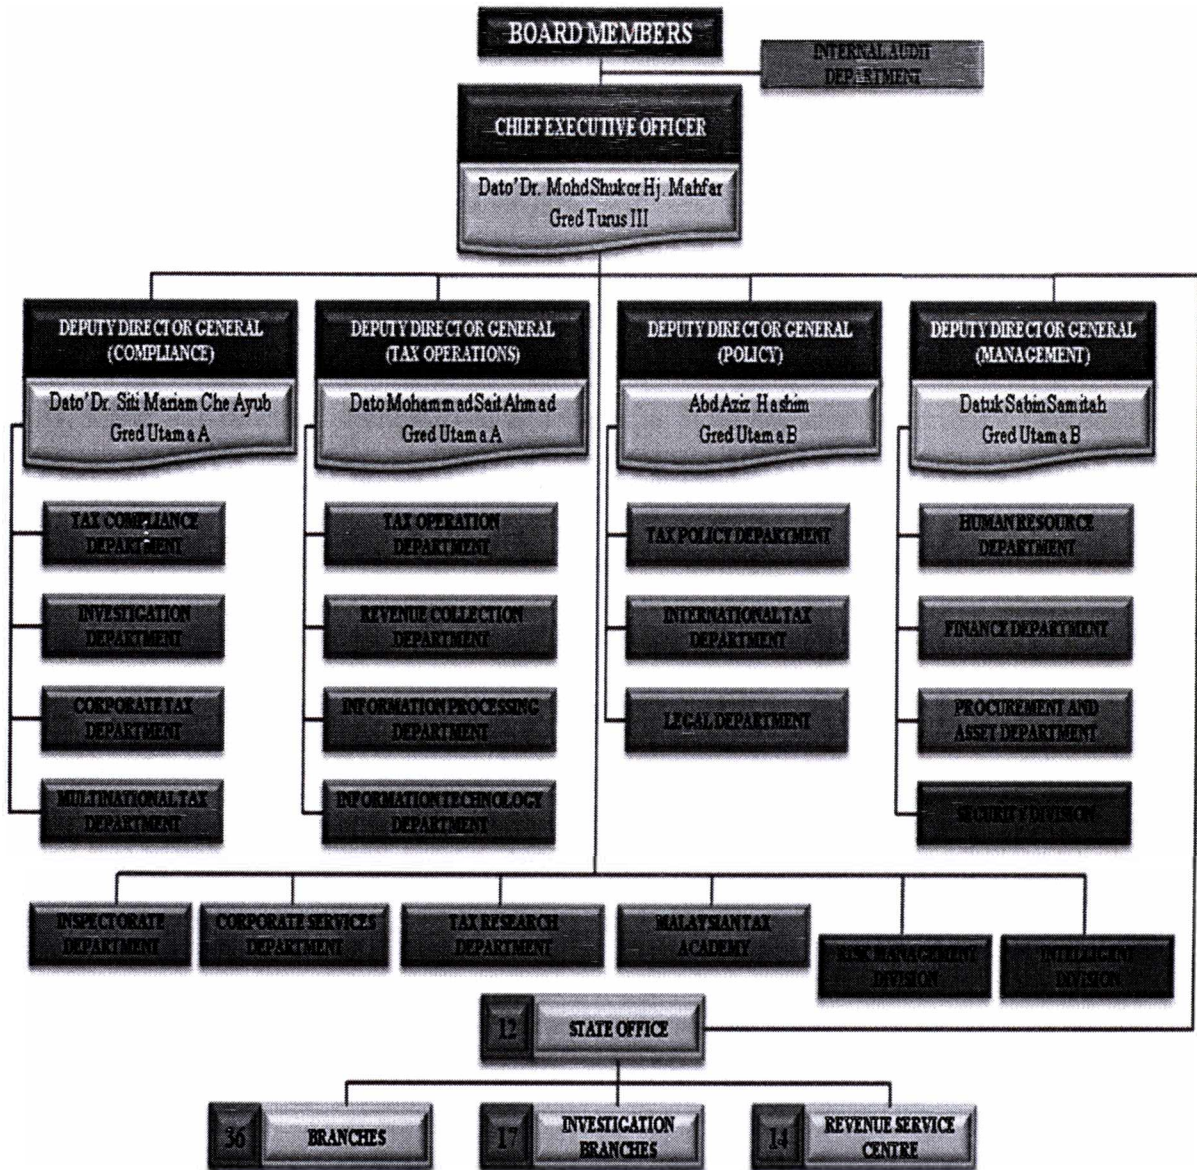 BOARD MEMBERS
INTERNAL AUDIT
DEPARTMENT
CHIEF EXECUTIVE OFFICER
Dato' Dr. Mohd Shukor Hj. Mahfar
Gred Turus III
DEPUTY DIRECTOR GENERAL
(COMPLIANCE)
Dato' Dr. Siti Mariam Che Ayub
Gred Utama A
DEPUTY DIRECTOR GENERAL
(TAX OPERATIONS)
Dato Mohammad Sait Ahmad
Gred Utama A
DEPUTY DIRECTOR GENERAL
(POLICY)
Abd Aziz Hashim
Gred Utama B
DEPUTY DIRECTOR GENERAL
(MANAGEMENT)
Datuk Sabin Samitah
Gred Utama B
TAX COMPLIANCE
DEPARTMENT
INVESTIGATION
DEPARTMENT
CORPORATE TAX
DEPARTMENT
MULTINATIONAL TAX
DEPARTMENT
TAX OPERATION
DEPARTMENT
REVENUE COLLECTION
DEPARTMENT
INFORMATION PROCESSING
DEPARTMENT
INFORMATION TECHNOLOGY
DEPARTMENT
TAX POLICY DEPARTMENT
INTERNATIONAL TAX
DEPARTMENT
LEGAL DEPARTMENT
HUMAN RESOURCE
DEPARTMENT
FINANCE DEPARTMENT
PROCUREMENT AND
ASSET DEPARTMENT
SECURITY DIVISION
INSPECTORATE
DEPARTMENT
CORPORATE SERVICES
DEPARTMENT
TAX RESEARCH
DEPARTMENT
MALAYSIAN TAX
ACADEMY
RISK MANAGEMENT
DIVISION
INTELLIGENT
DIVISION
12
STATE OFFICE
36
BRANCHES
17
INVESTIGATION
BRANCHES
14
REVENUE SERVICE
CENTRE